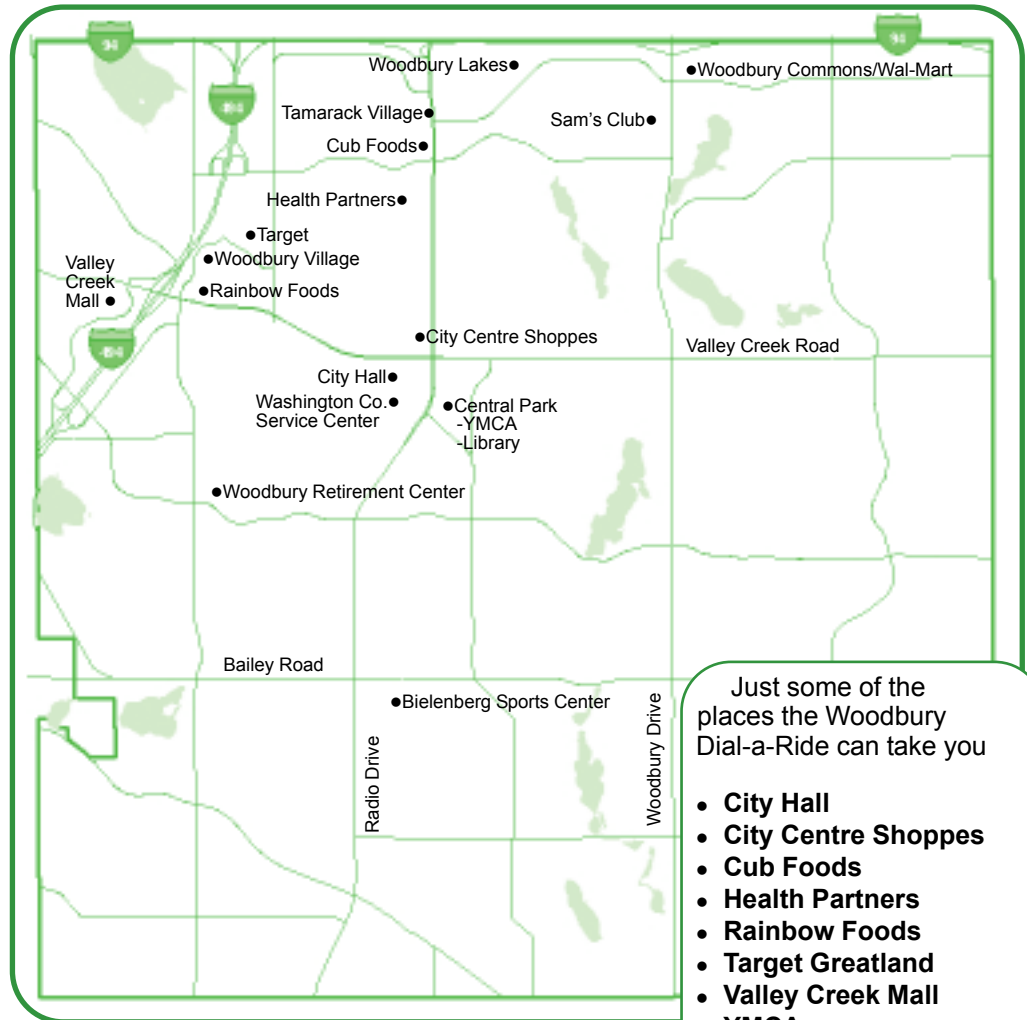 94
94
494
Woodbury Lakes
Woodbury Commons/Wal-Mart
Tamarack Village
Sam's Club
Cub Foods
Health Partners
Target
Woodbury Village
Valley
Creek
Mall
Rainbow Foods
494
City Centre Shoppes
Valley Creek Road
City Hall
Washington Co.
Service Center
Central Park
-YMCA
-Library
Woodbury Retirement Center
Bailey Road
Bielenberg Sports Center
Radio Drive
Woodbury Drive
Just some of the
places the Woodbury
Dial-a-Ride can take you
• City Hall
• City Centre Shoppes
• Cub Foods
• Health Partners
• Rainbow Foods
• Target Greatland
• Valley Creek Mall
YMCA